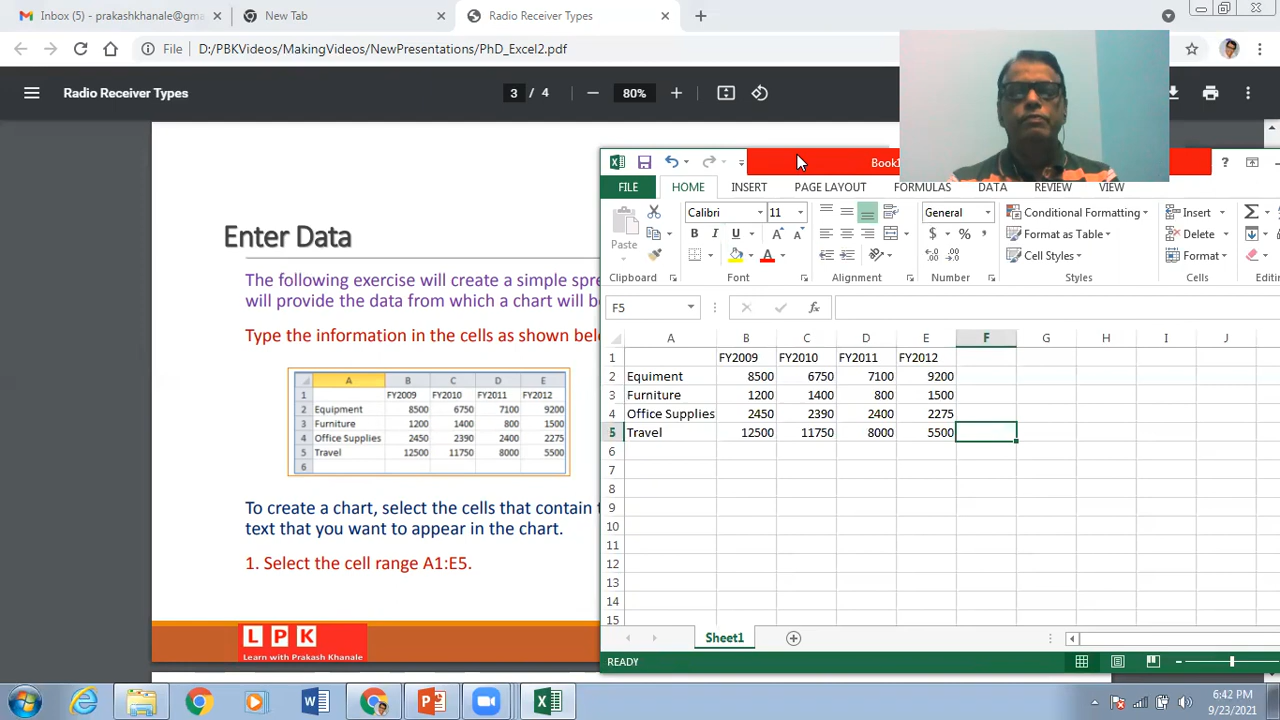 Inbox (5) - prakashkhanale@gma
New Tab
Radio Receiver Types
File
D:/PBKVideos/MakingVideos/NewPresentations/PhD_Excel2.pdf
Radio Receiver Types
3 / 4
80%
Enter Data
The following exercise will create a simple spre
will provide the data from which a chart will be
Type the information in the cells as shown belo
A B C D E
1 FY2009 FY2010 FY2011 FY2012
2 Equipment 8500 6750 7100 9200
3 Furniture 1200 1400 800 1500
4 Office Supplies 2450 2390 2400 2275
5 Travel 12500 11750 8000 5500
6
To create a chart, select the cells that contain t
text that you want to appear in the chart.
1. Select the cell range A1:E5.
L P K
Learn with Prakash Khanale
Book1
FILE HOME INSERT PAGE LAYOUT FORMULAS DATA REVIEW VIEW
Paste
Calibri 11
B I U
General
$ % ,
Conditional Formatting
Format as Table
Cell Styles
Insert
Delete
Format
Clipboard Font Alignment Number Styles Cells Editin
F5
fx
A B C D E F G H I J
1 FY2009 FY2010 FY2011 FY2012
2 Equiment 8500 6750 7100 9200
3 Furniture 1200 1400 800 1500
4 Office Supplies 2450 2390 2400 2275
5 Travel 12500 11750 8000 5500
6
7
8
9
10
11
12
13
14
15
Sheet1
READY
6:42 PM
9/23/2021